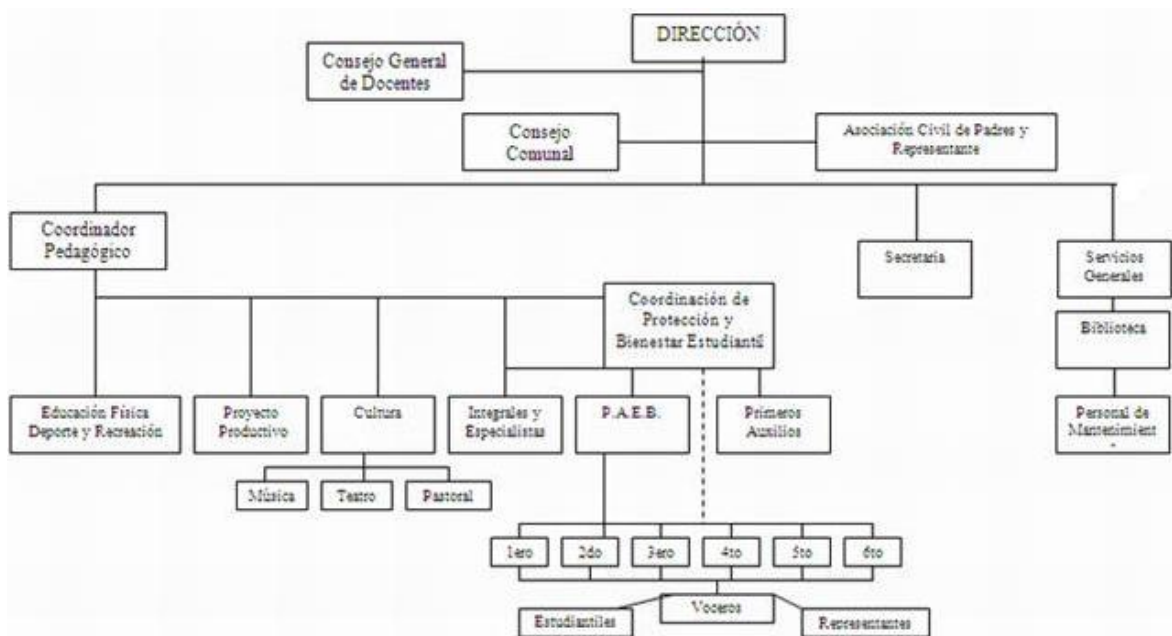 DIRECCIÓN
Consejo General
de Docentes
Consejo
Comunal
Asociación Civil de Padres y
Representante
Coordinador
Pedagógico
Secretaria
Servicios
Generales
Coordinación de
Protección y
Bienestar Estudiantil
Biblioteca
Educación Física
Deporte y Recreación
Proyecto
Productivo
Cultura
Integrales y
Especialistas
P.A.E.B.
Primeros
Auxilios
Personal de
Mantenimient
Música
Teatro
Pastoral
1ero
2do
3ero
4to
5to
6to
Voceros
Estudiantiles
Representantes